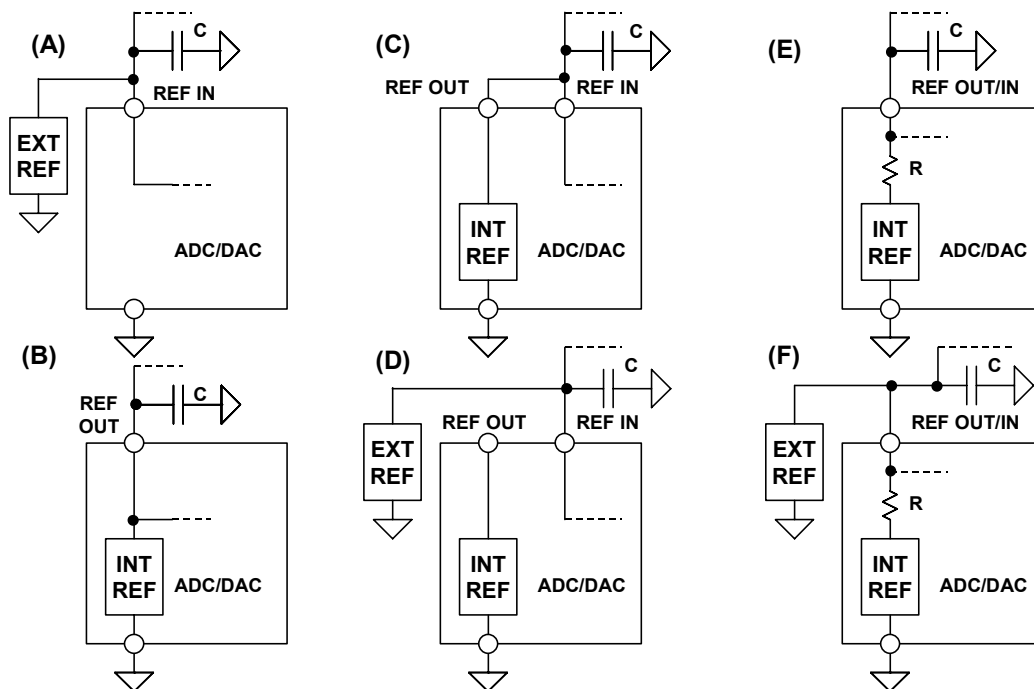 (A)
C
REF IN
EXT
REF
ADC/DAC
(B)
C
REF
OUT
INT
REF
ADC/DAC
(C)
C
REF OUT
REF IN
INT
REF
ADC/DAC
(D)
C
REF OUT
REF IN
EXT
REF
INT
REF
ADC/DAC
(E)
C
REF OUT/IN
R
INT
REF
ADC/DAC
(F)
C
REF OUT/IN
EXT
REF
R
INT
REF
ADC/DAC